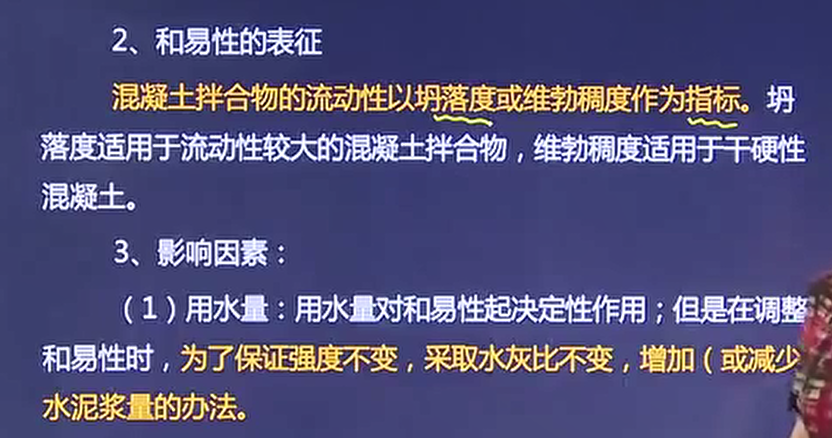 2、和易性的表征
混凝土拌合物的流动性以坍落度或维勃稠度作为指标。坍
落度适用于流动性较大的混凝土拌合物，维勃稠度适用于干硬性
混凝土。
3、影响因素：
（1）用水量：用水量对和易性起决定性作用；但是在调整
和易性时，为了保证强度不变，采取水灰比不变，增加（或减少
水泥浆量的办法。